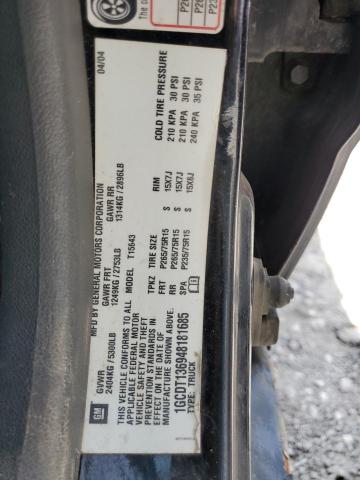 The
P26
P26
P23
MFD BY GENERAL MOTORS CORPORATION 04/04
GVWR GAWR FRT GAWR RR
2404KG/5300LB 1249KG/2753LB 1314KG/2896LB
THIS VEHICLE CONFORMS TO ALL MODEL T15643
APPLICABLE FEDERAL MOTOR
VEHICLE SAFETY AND THEFT
PREVENTION STANDARDS IN
EFFECT ON THE DATE OF
MANUFACTURE SHOWN ABOVE.
1GCDT136948181685
TYPE: TRUCK
GM
TPKZ TIRE SIZE RIM COLD TIRE PRESSURE
FRT P265/75R15 S 15X7J 210 KPA 30 PSI
RR P265/75R15 S 15X7J 210 KPA 30 PSI
SPA P235/75R15 S 15X6J 240 KPA 35 PSI